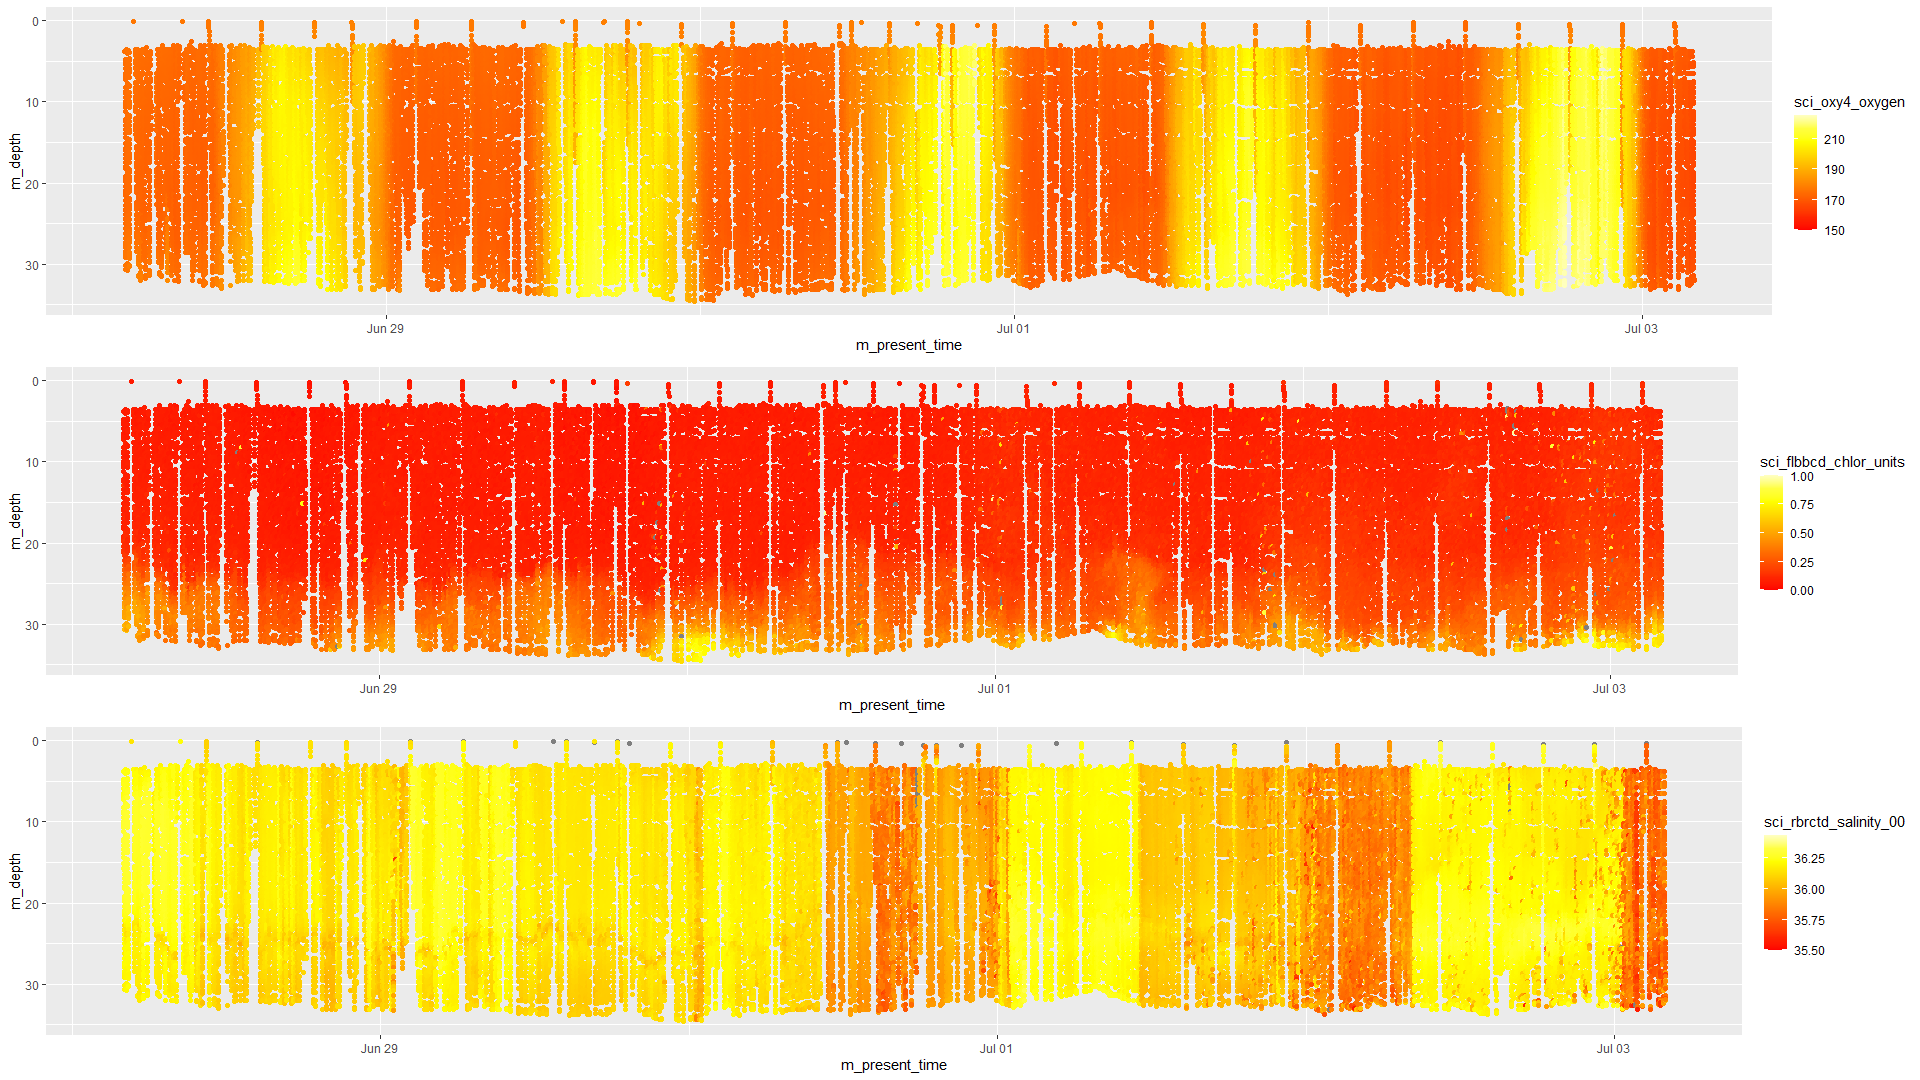 0
10
20
30
m_depth
Jun 29
Jul 01
Jul 03
m_present_time
sci_oxy4_oxygen
210
190
170
150
0
10
20
30
m_depth
Jun 29
Jul 01
Jul 03
m_present_time
sci_flbbcd_chlor_units
1.00
0.75
0.50
0.25
0.00
0
10
20
30
m_depth
Jun 29
Jul 01
Jul 03
m_present_time
sci_rbrctd_salinity_00
36.25
36.00
35.75
35.50